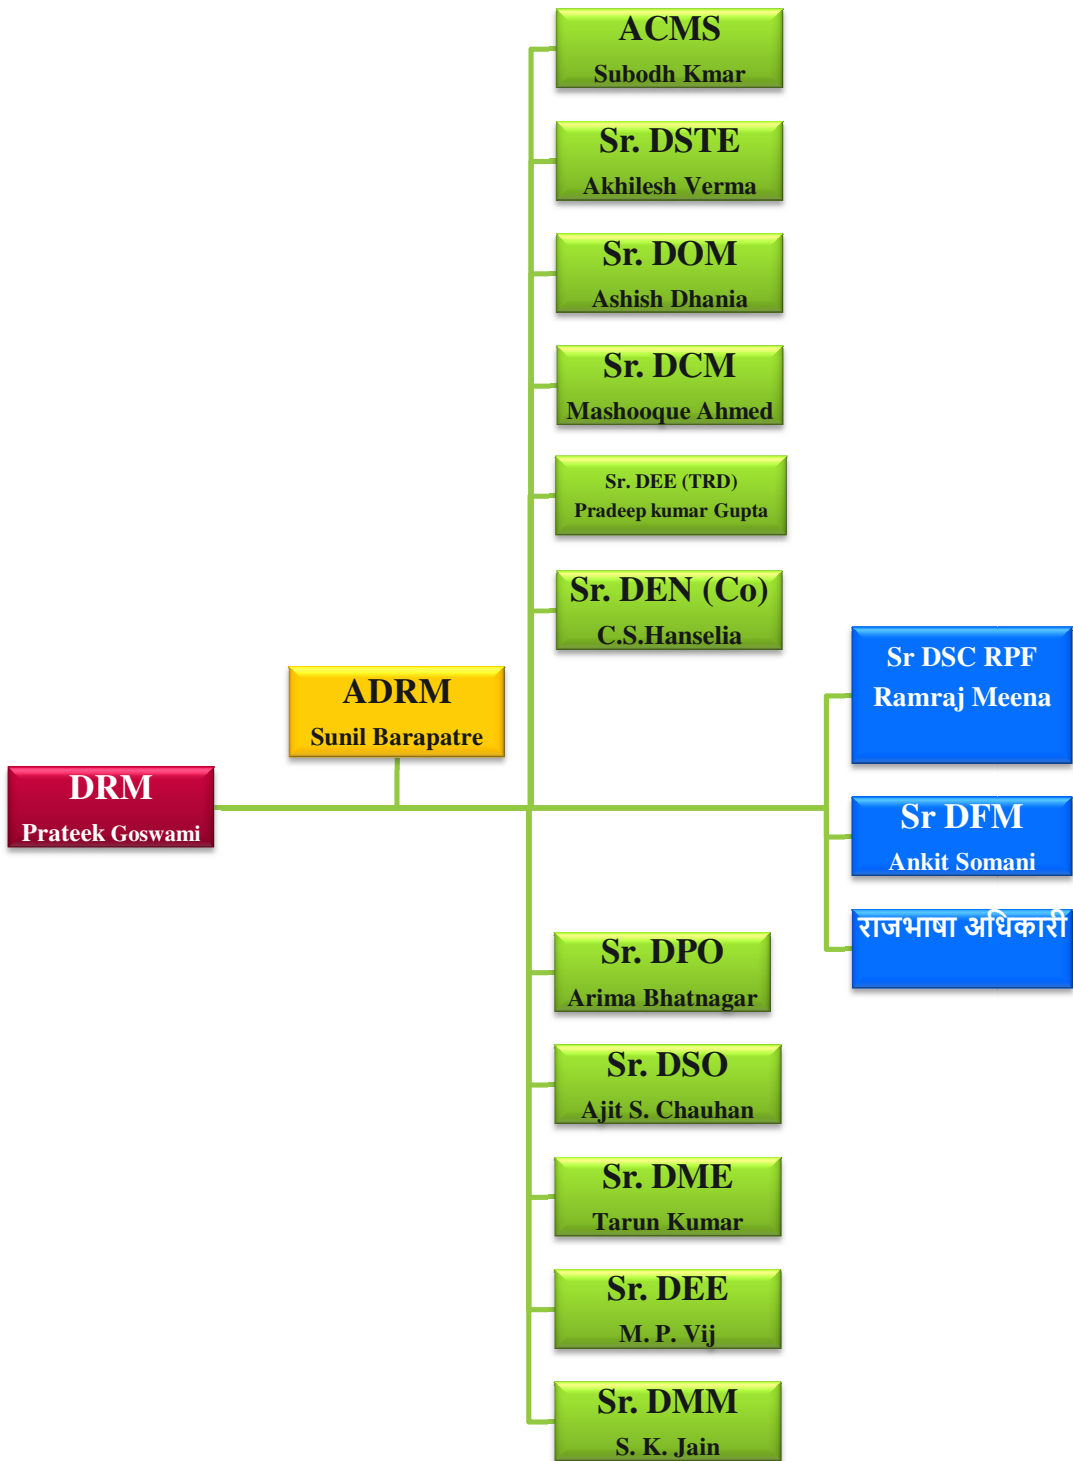 ACMS
Subodh Kmar
Sr. DSTE
Akhilesh Verma
Sr. DOM
Ashish Dhania
Sr. DCM
Mashooque Ahmed
Sr. DEE (TRD)
Pradeep kumar Gupta
Sr. DEN (Co)
C.S.Hanselia
Sr DSC RPF
Ramraj Meena
ADRM
Sunil Barapatre
DRM
Prateek Goswami
Sr DFM
Ankit Somani
राजभाषा अधिकारी
Sr. DPO
Arima Bhatnagar
Sr. DSO
Ajit S. Chauhan
Sr. DME
Tarun Kumar
Sr. DEE
M. P. Vij
Sr. DMM
S. K. Jain